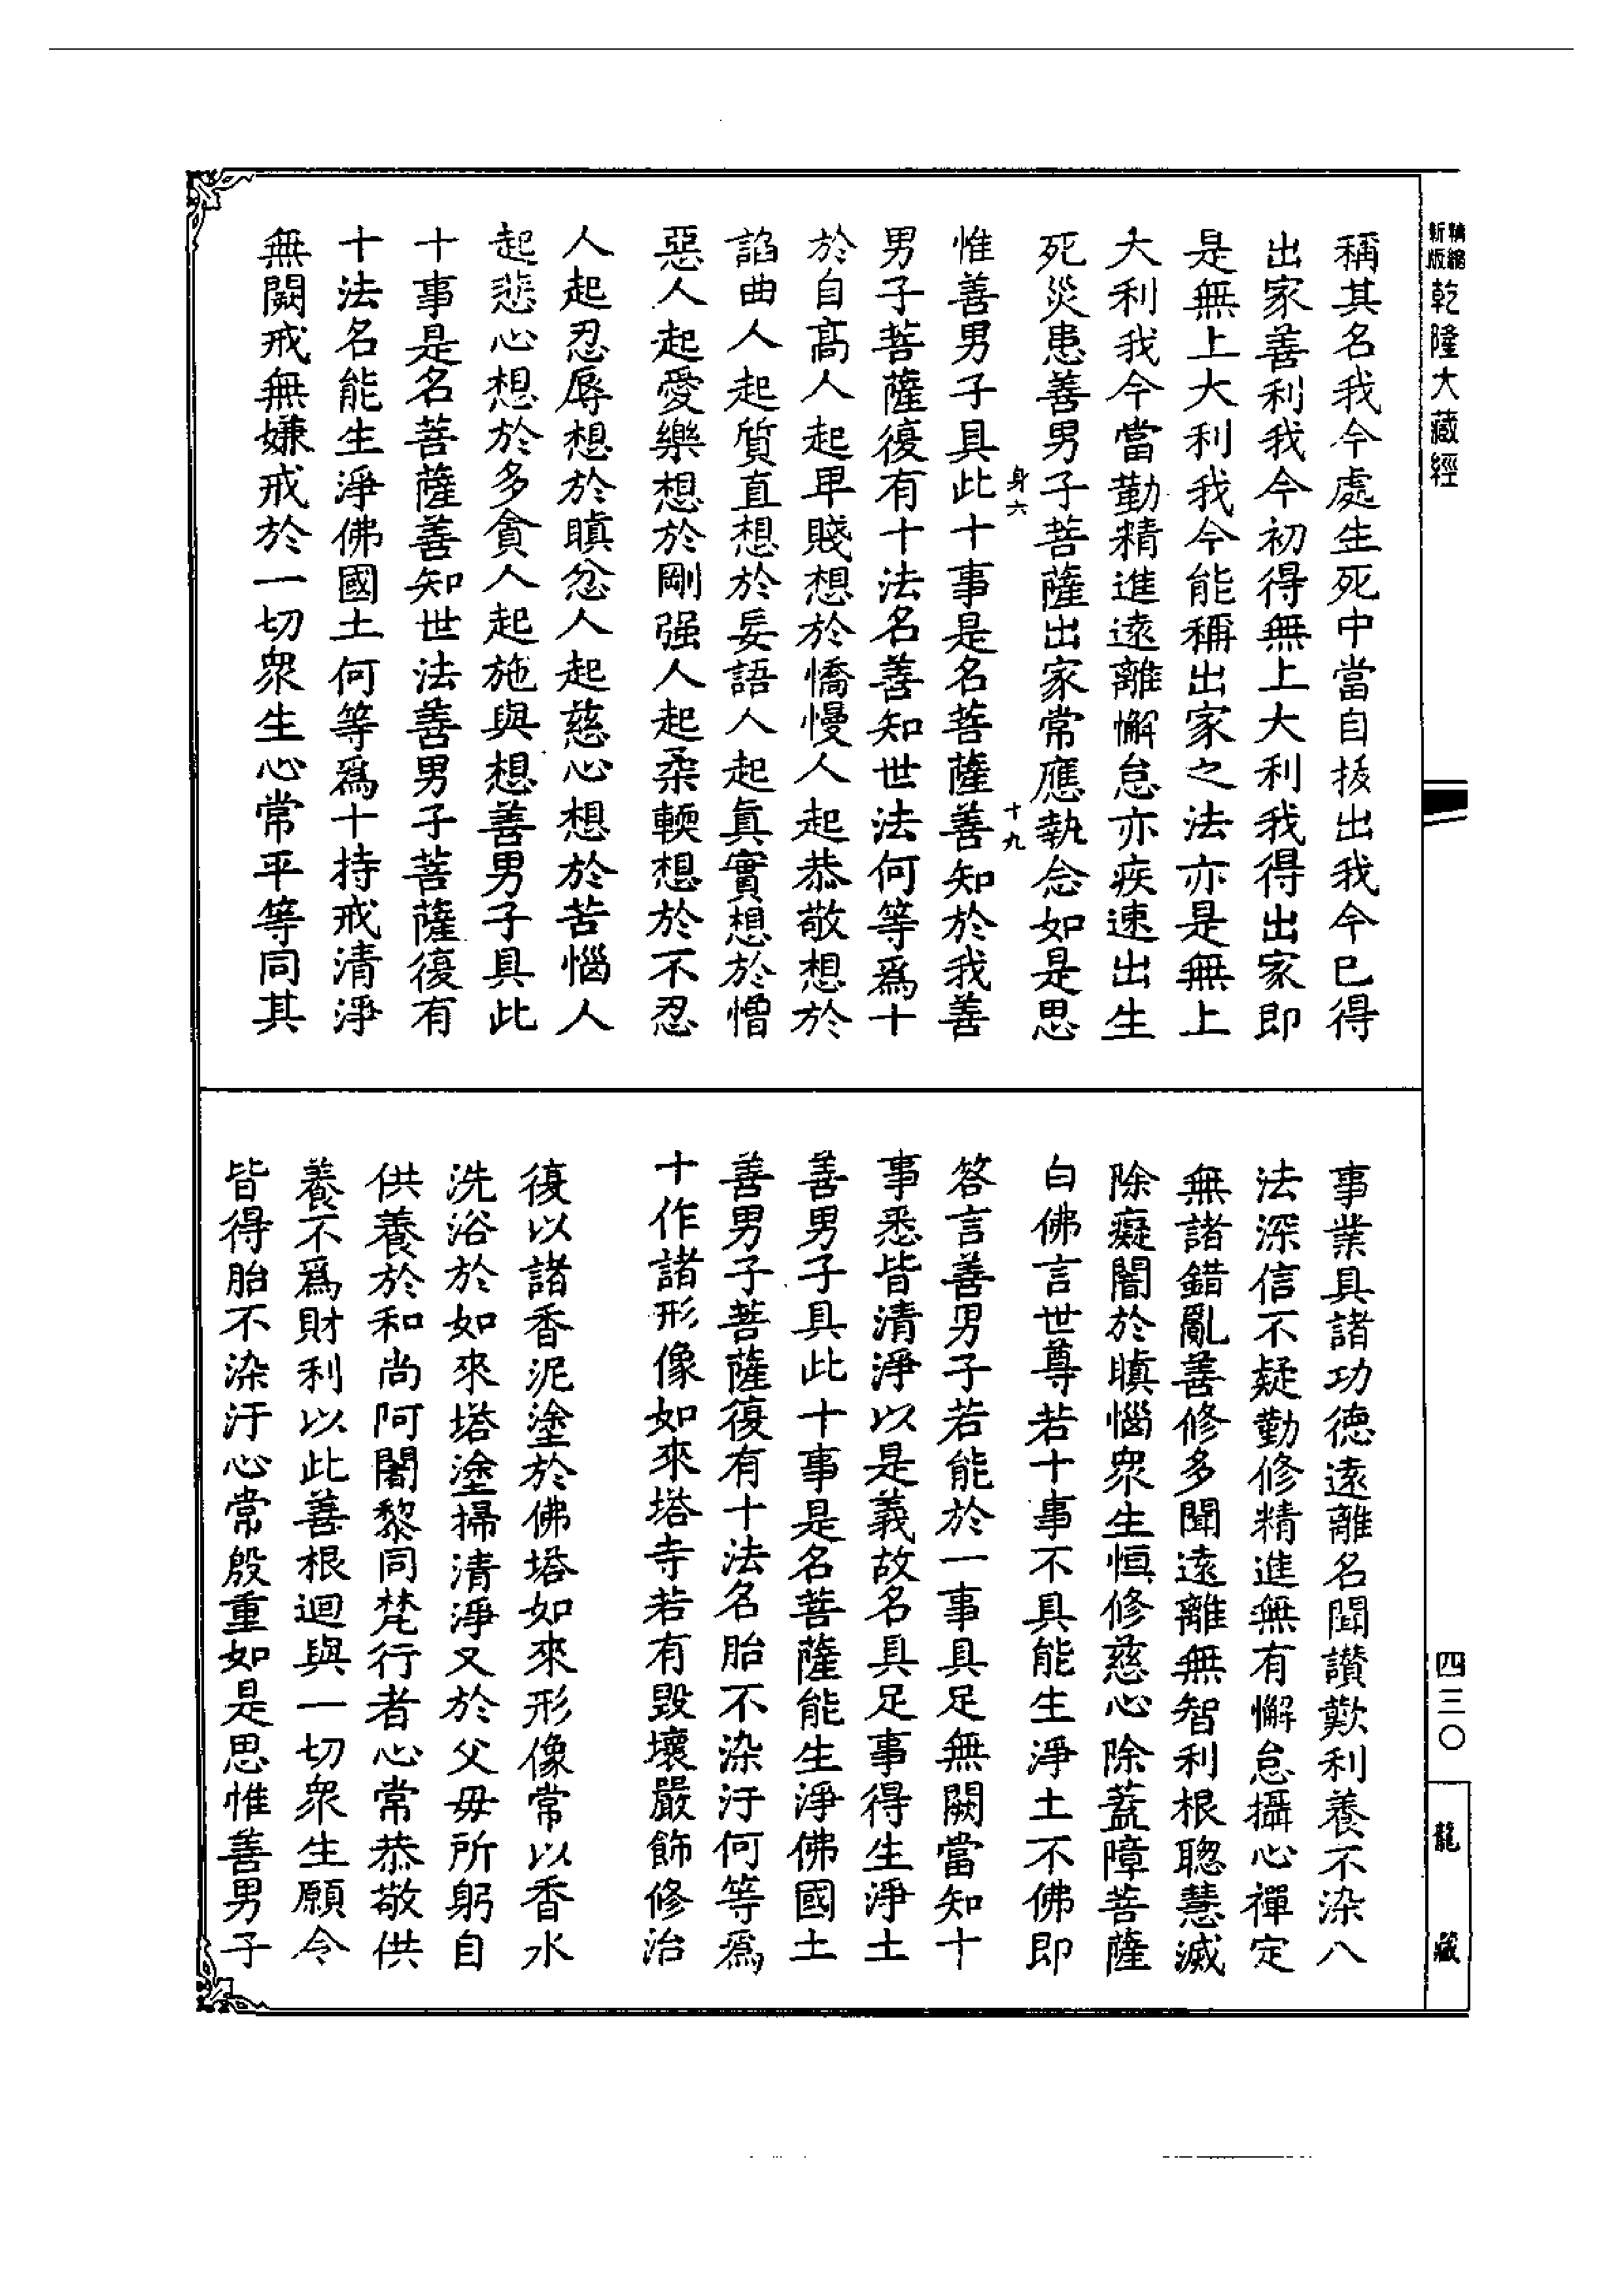 精縮
新版
乾隆大藏經
稱其名我今處生死中當自拔出我今已得
出家善利我今初得無上大利我得出家即
是無上大利我今能稱出家之法亦是無上
大利我今當勤精進遠離懈怠亦疾速出生
死災患善男子菩薩出家常應執念如是思
身六
十九
惟善男子具此十事是名菩薩善知於我善
男子菩薩復有十法名善知世法何等爲十
於自高人起卑賤想於憍慢人起恭敬想於
諂曲人起質直想於妄語人起眞實想於憎
惡人起愛樂想於剛强人起柔輭想於不忍
人起忍辱想於瞋忿人起慈心想於苦惱人
起悲心想於多貪人起施與想善男子具此
十事是名菩薩善知世法善男子菩薩復有
十法名能生淨佛國土何等爲十持戒清淨
無闕戒無嫌戒於一切衆生心常平等同其
事業具諸功德遠離名聞讚歎利養不染八
法深信不疑勤修精進無有懈怠攝心禪定
無諸錯亂善修多聞遠離無智利根聰慧滅
除癡闇於瞋惱衆生恒修慈心除蓋障菩薩
白佛言世尊若十事不具能生淨土不佛即
答言善男子若能於一事具足無闕當知十
事悉皆清淨以是義故名具足事得生淨土
善男子具此十事是名菩薩能生淨佛國土
善男子菩薩復有十法名胎不染汙何等爲
十作諸形像如來塔寺若有毀壞嚴飾修治
復以諸香泥塗於佛塔如來形像常以香水
洗浴於如來塔塗掃清淨又於父母所躬自
供養於和尚阿闍黎同梵行者心常恭敬供
養不爲財利以此善根迴與一切衆生願令
皆得胎不染汙心常殷重如是思惟善男子
四三〇
龍藏